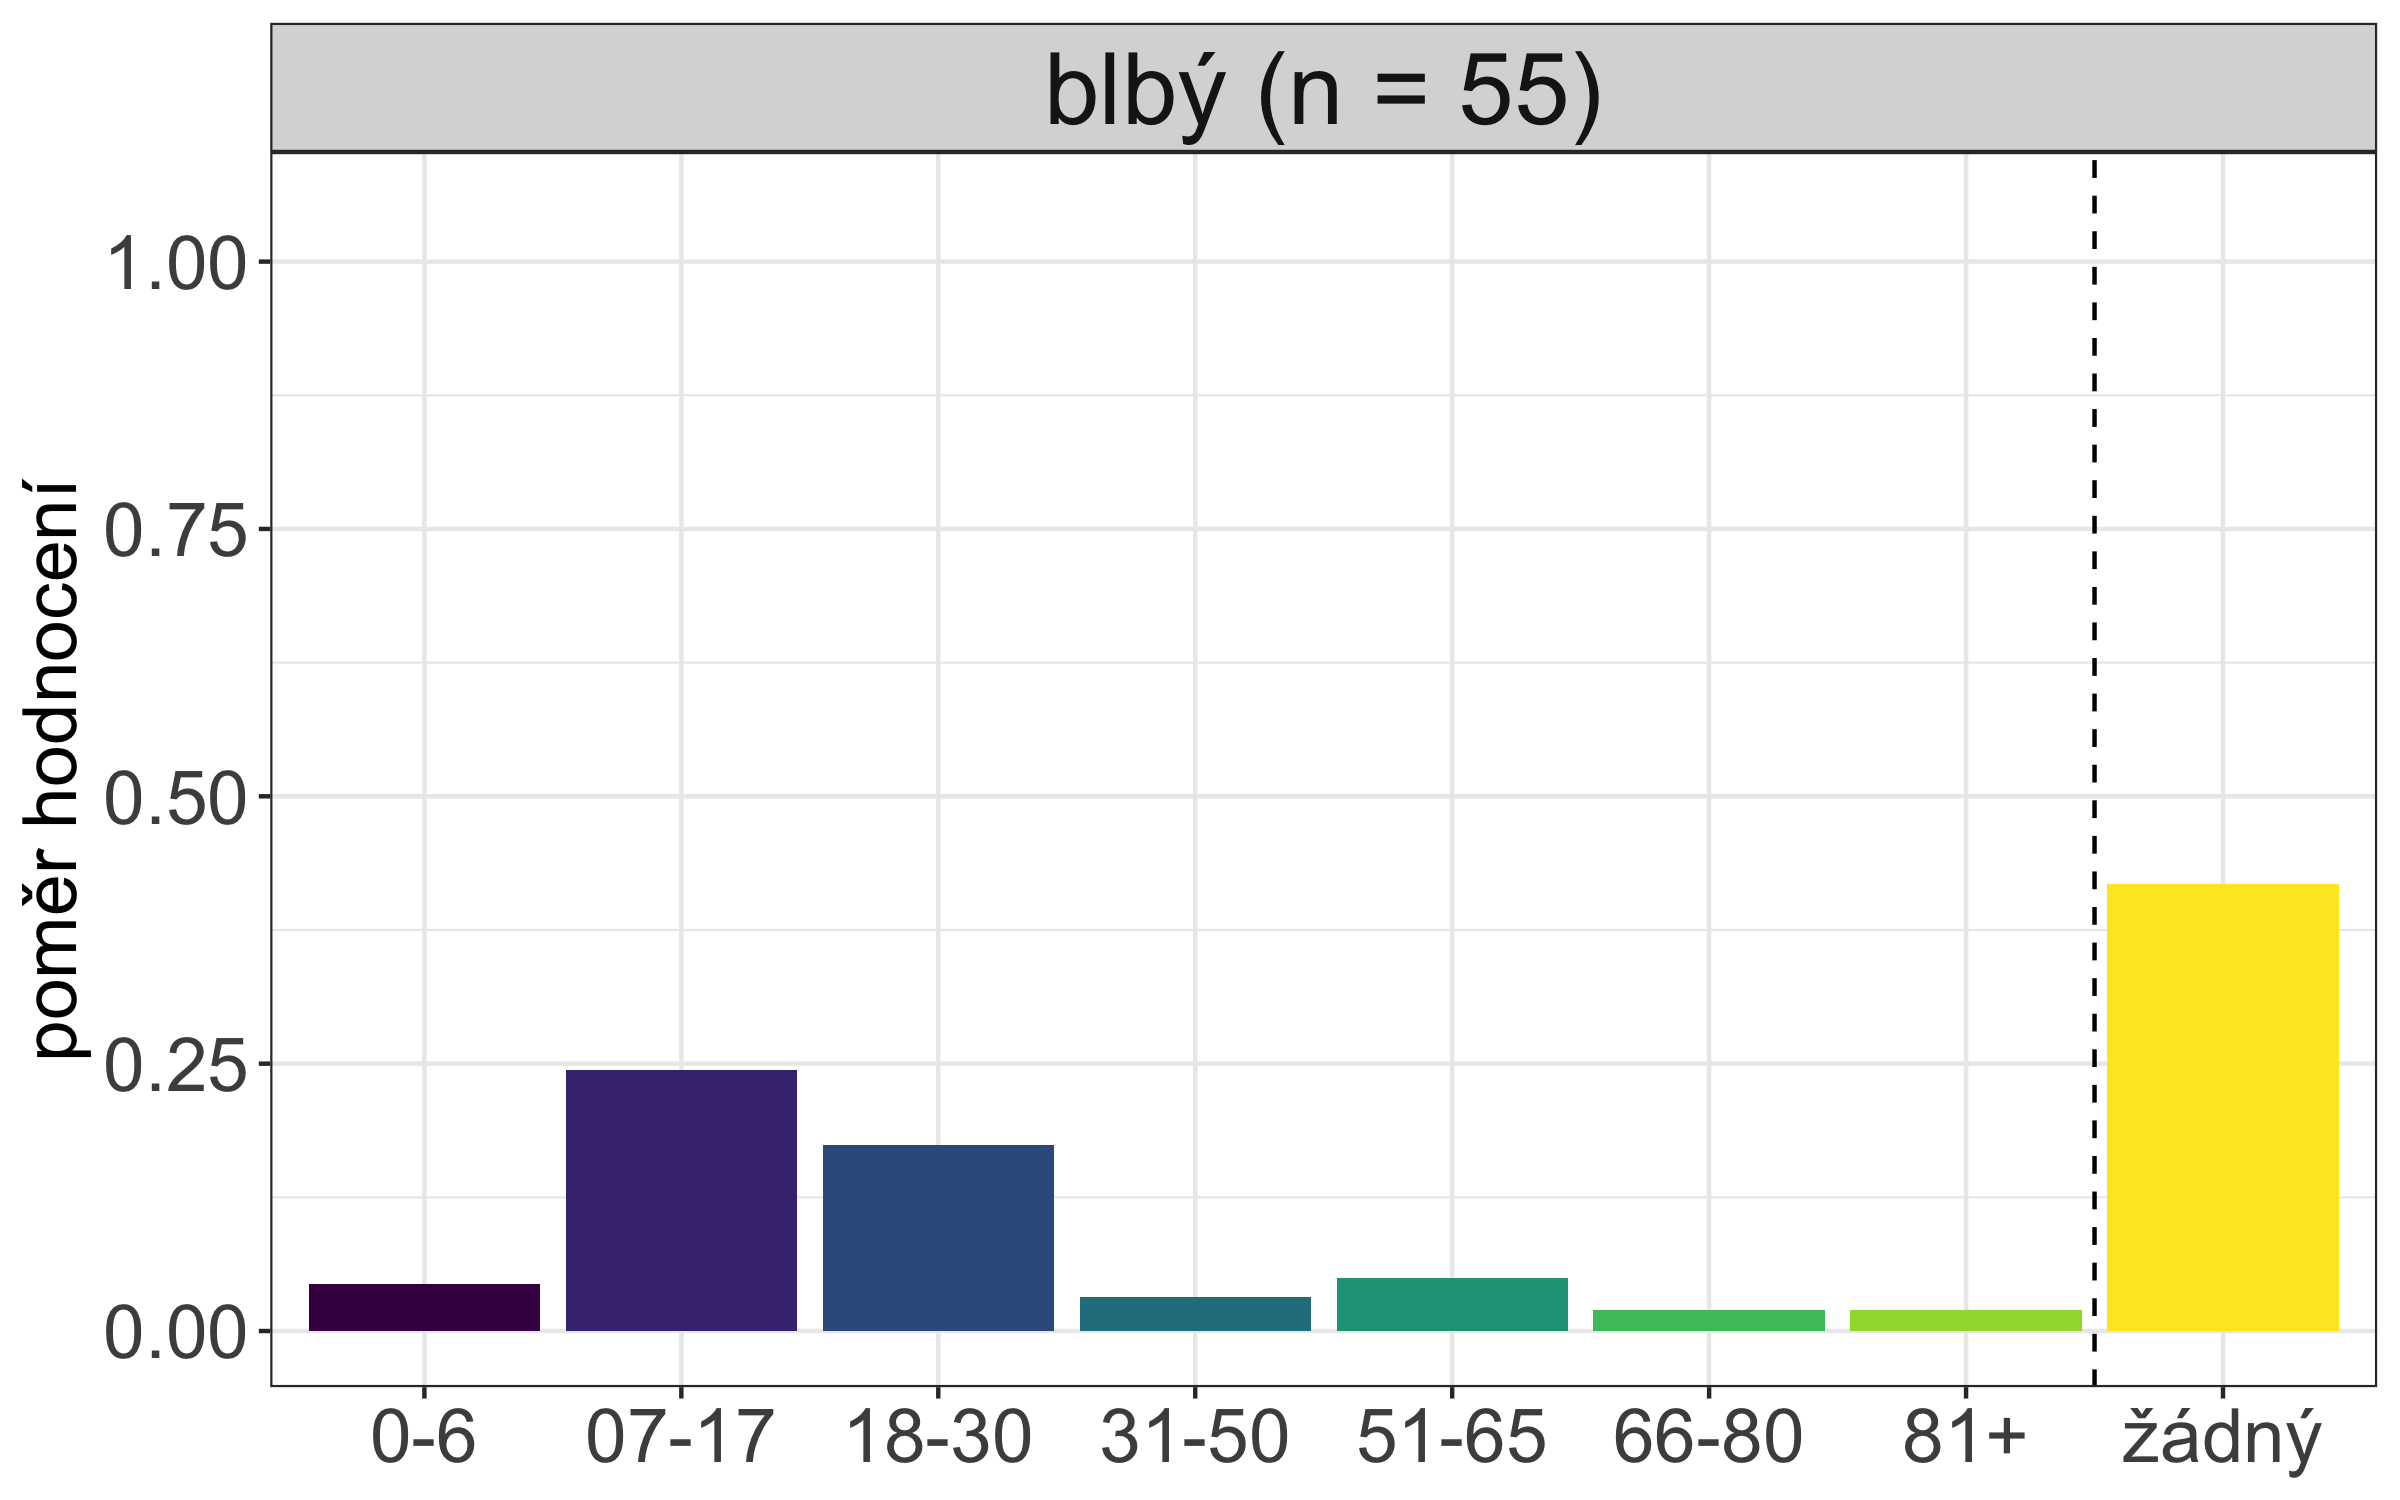 blbý (n = 55)
poměr hodnocení
1.00
0.75
0.50
0.25
0.00
0-6 07-17 18-30 31-50 51-65 66-80 81+ žádný